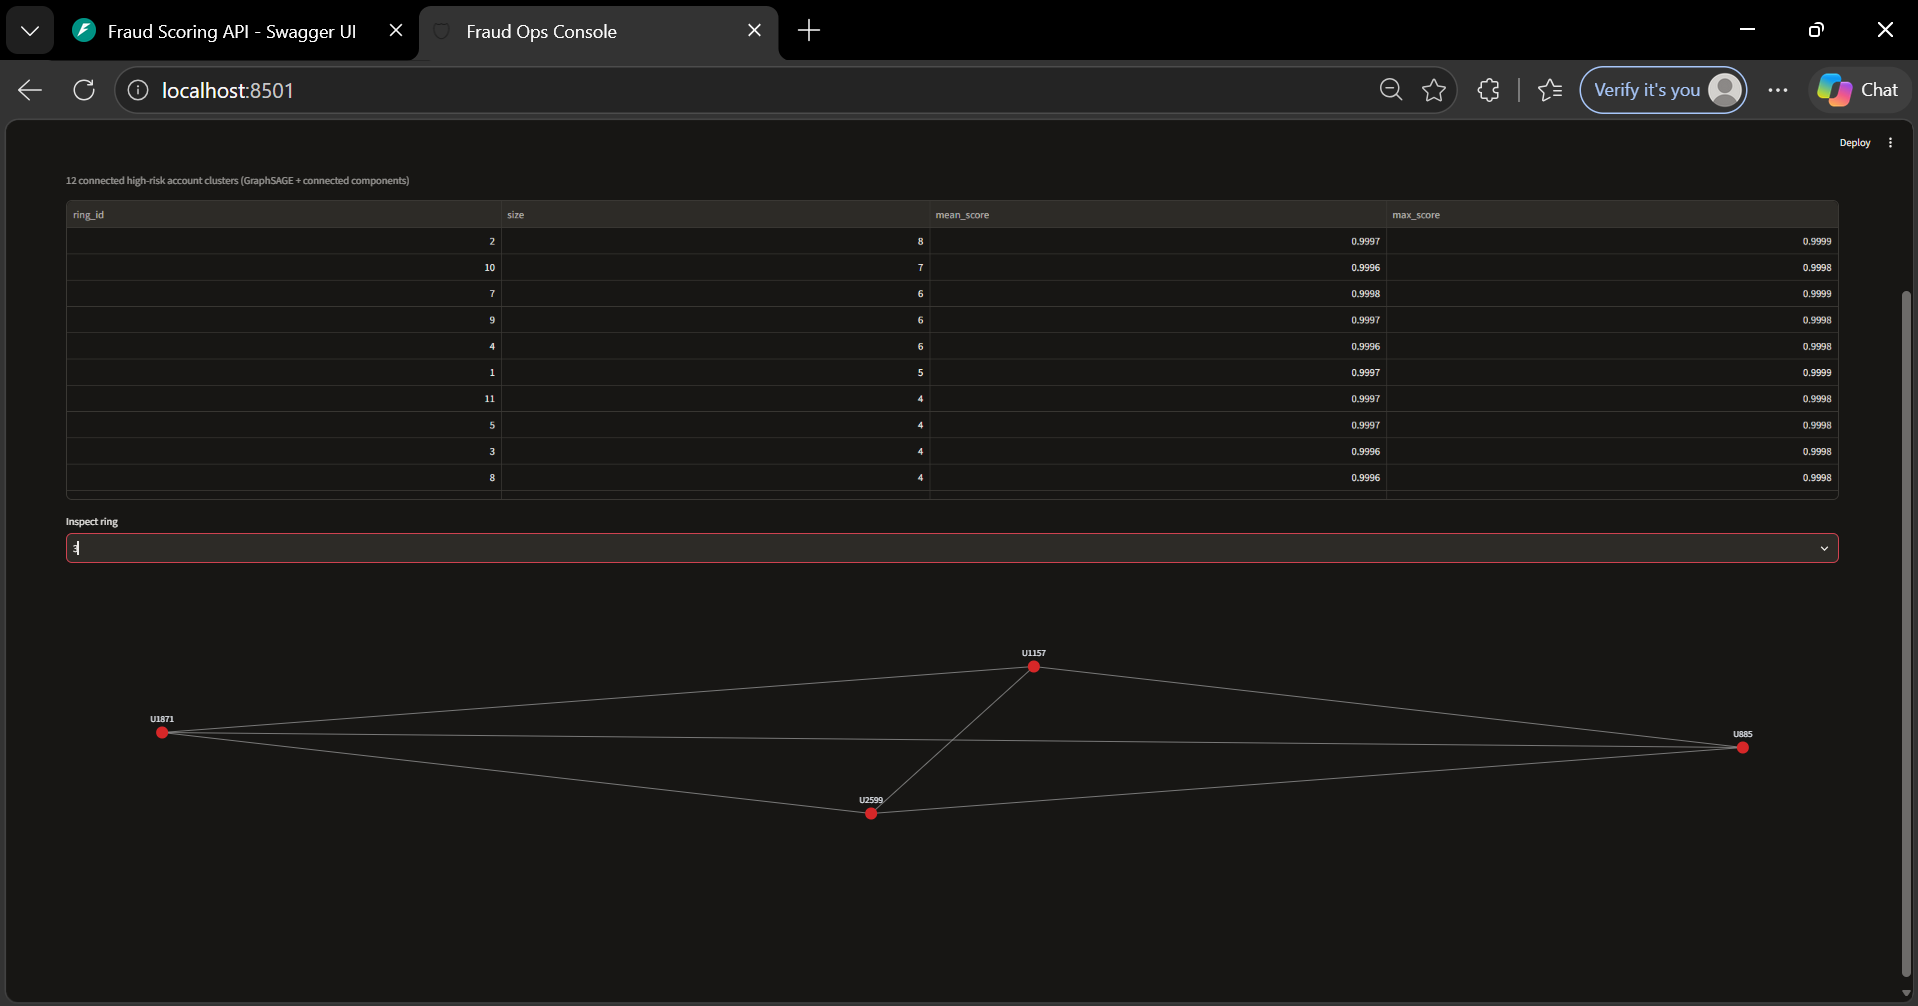 Fraud Scoring API - Swagger UI
Fraud Ops Console
localhost:8501
Verify it's you
Chat
Deploy
12 connected high-risk account clusters (GraphSAGE + connected components)
ring_id size mean_score max_score
2 8 0.9997 0.9999
10 7 0.9996 0.9998
7 6 0.9998 0.9999
9 6 0.9997 0.9998
4 6 0.9996 0.9998
1 5 0.9997 0.9999
11 4 0.9997 0.9998
5 4 0.9997 0.9998
3 4 0.9996 0.9998
8 4 0.9996 0.9998
Inspect ring
3
U1157
U1871
U885
U2599